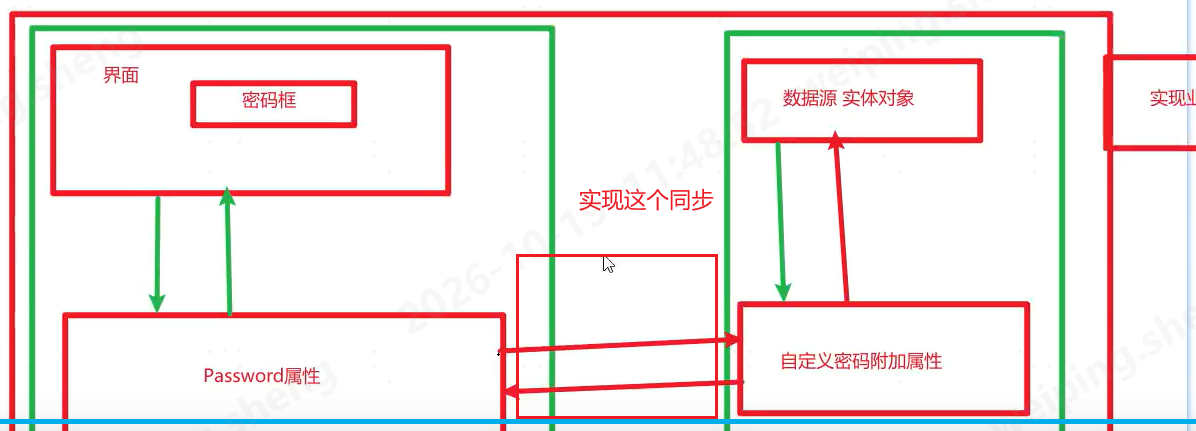 界面
密码框
数据源 实体对象
实现业
实现这个同步
Password属性
自定义密码附加属性
weiping.sheng